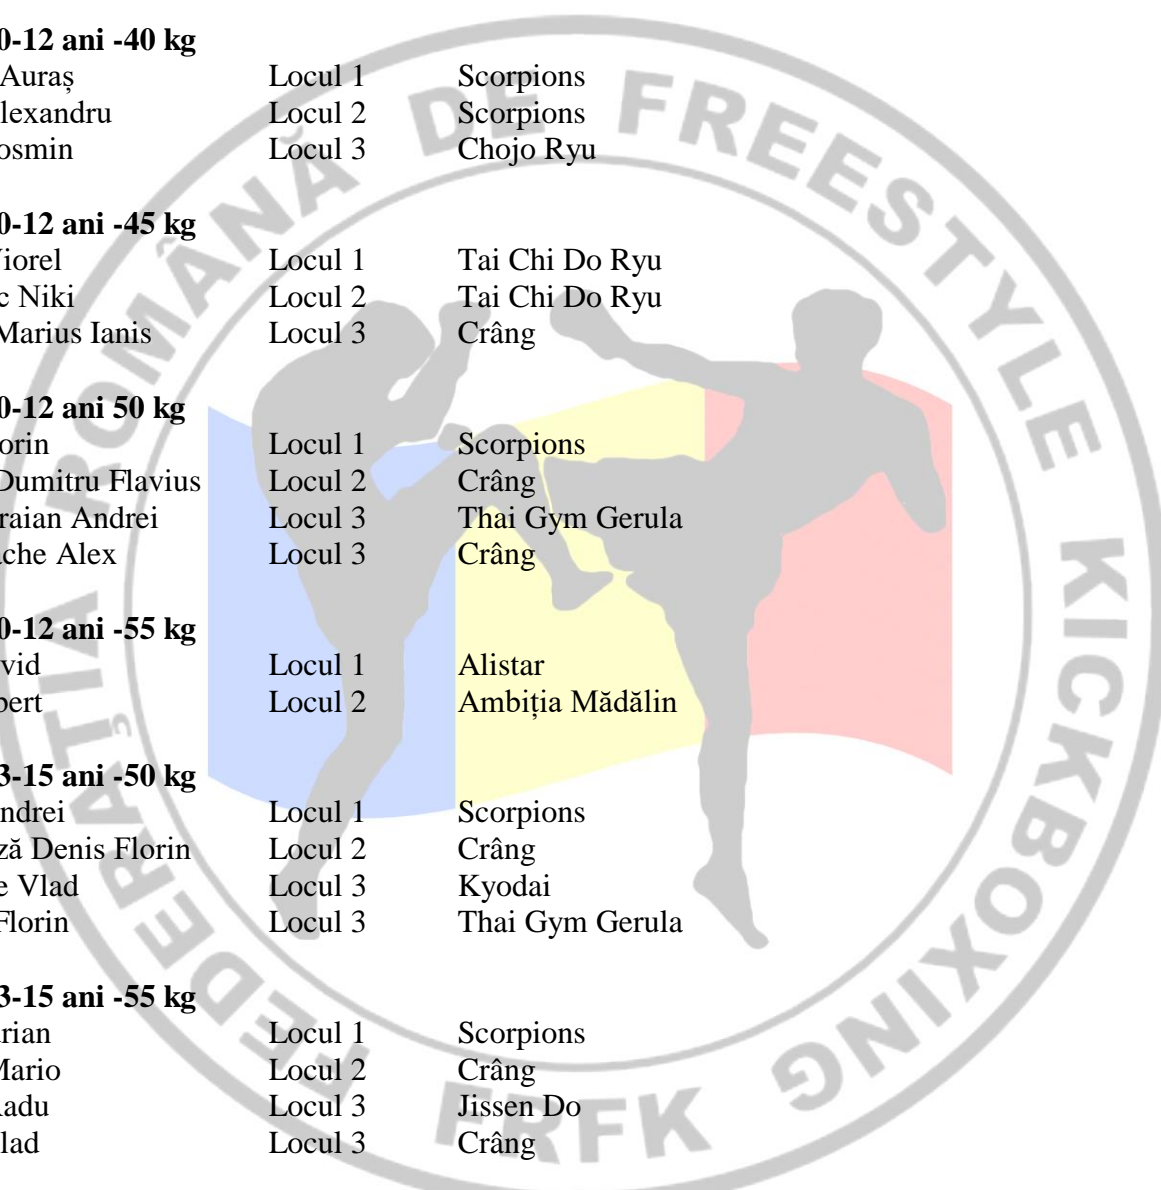 0-12 ani -40 kg
Auraș Locul 1 Scorpions
lexandru Locul 2 Scorpions
osmin Locul 3 Chojo Ryu
0-12 ani -45 kg
Viorel Locul 1 Tai Chi Do Ryu
c Niki Locul 2 Tai Chi Do Ryu
Marius Ianis Locul 3 Crâng
0-12 ani 50 kg
orin Locul 1 Scorpions
Dumitru Flavius Locul 2 Crâng
raian Andrei Locul 3 Thai Gym Gerula
ache Alex Locul 3 Crâng
0-12 ani -55 kg
vid Locul 1 Alistar
bert Locul 2 Ambiția Mădălin
3-15 ani -50 kg
ndrei Locul 1 Scorpions
ză Denis Florin Locul 2 Crâng
e Vlad Locul 3 Kyodai
Florin Locul 3 Thai Gym Gerula
3-15 ani -55 kg
rian Locul 1 Scorpions
Mario Locul 2 Crâng
Radu Locul 3 Jissen Do
lad Locul 3 Crâng
FEDERAȚIA ROMÂNĂ DE FREESTYLE KICKBOXING
FRFK